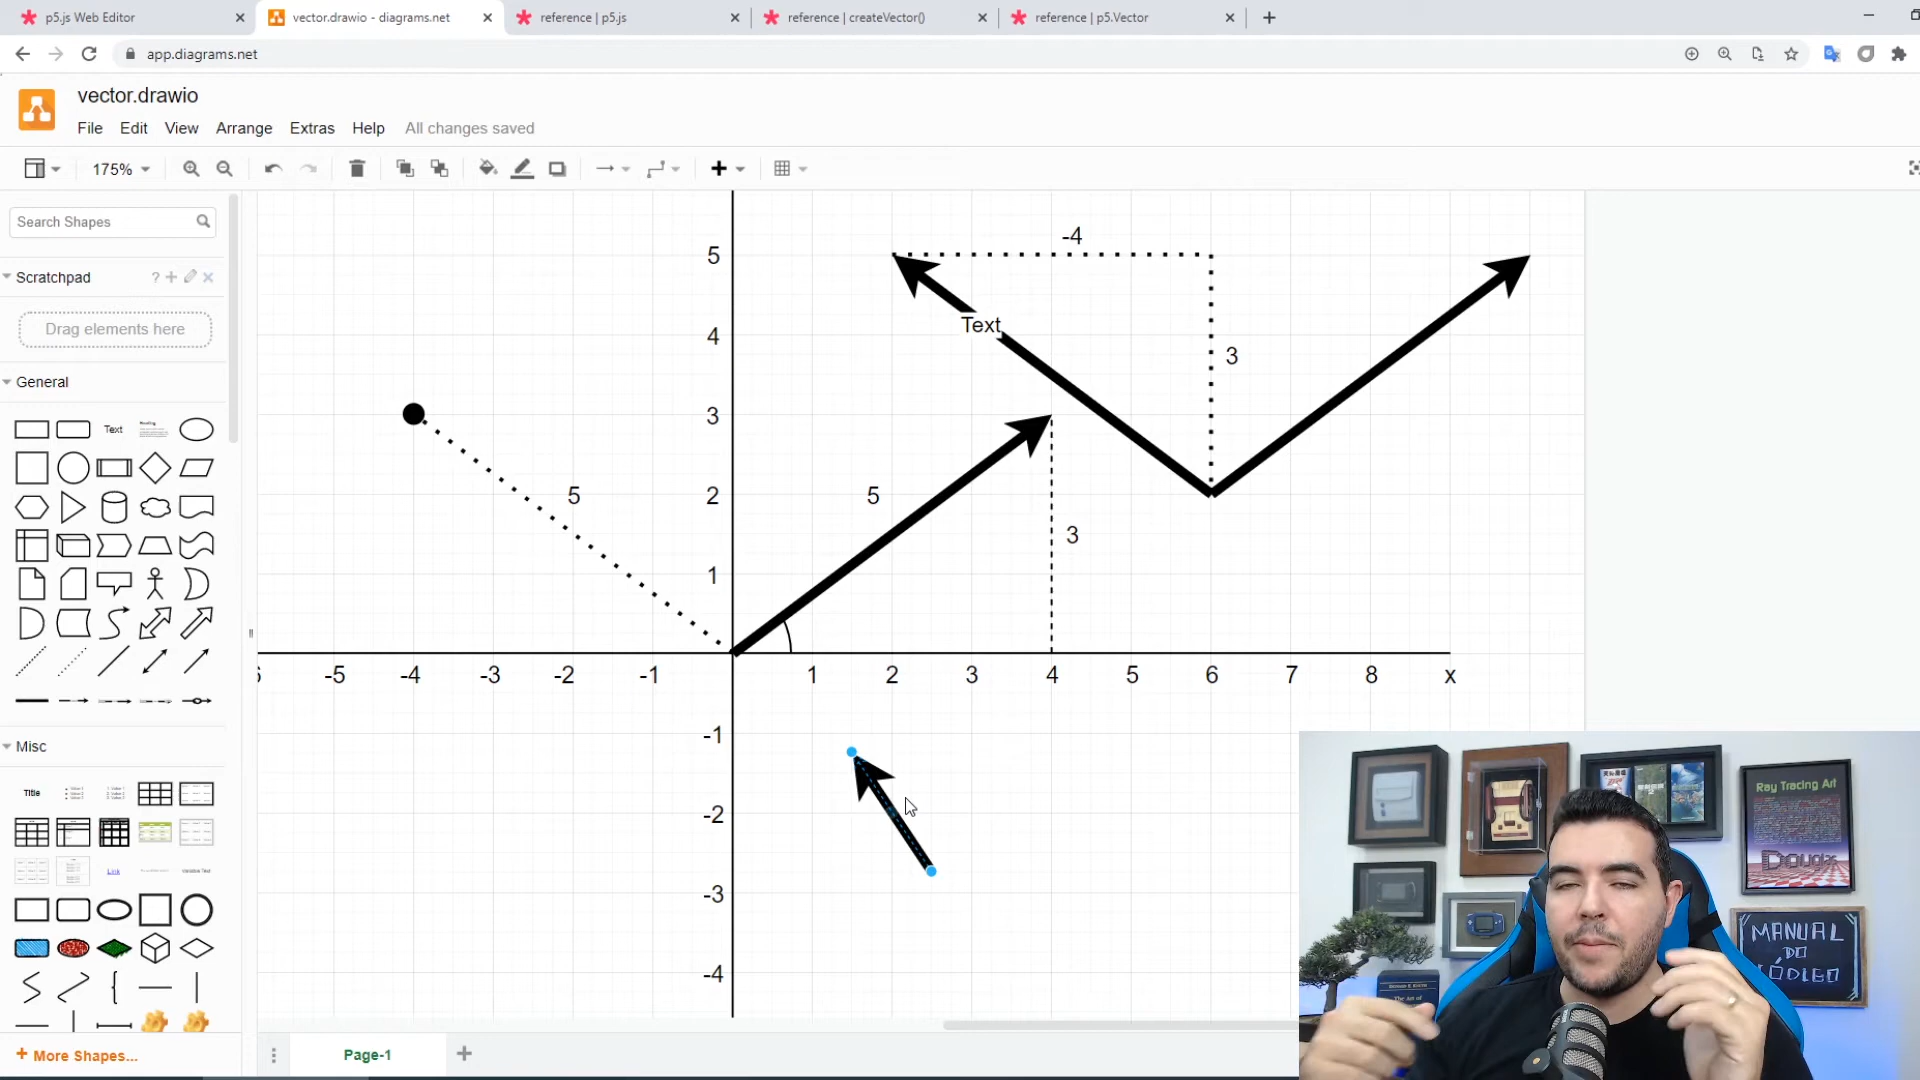 p5.js Web Editor
vector.drawio - diagrams.net
reference | p5.js
reference | createVector()
reference | p5.Vector
app.diagrams.net
vector.drawio
File Edit View Arrange Extras Help All changes saved
175%
Search Shapes
Scratchpad
Drag elements here
General
Text
Misc
Title
Link
More Shapes...
-4
5
Text
4
3
3
5
2
5
3
1
-5 -4 -3 -2 -1 1 2 3 4 5 6 7 8 x
-1
-2
-3
-4
Page-1
Ray Tracing Art
MANUAL
DO
CÓDIGO